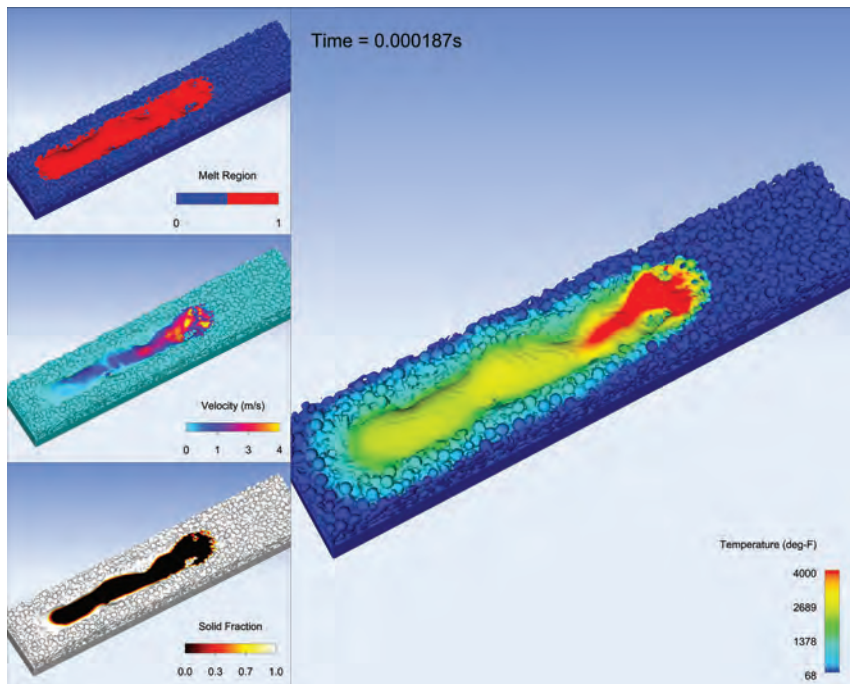 Time = 0.000187s
Melt Region
0 1
Velocity (m/s)
0 1 3 4
Solid Fraction
0.0 0.3 0.7 1.0
Temperature (deg-F)
4000
2689
1378
68